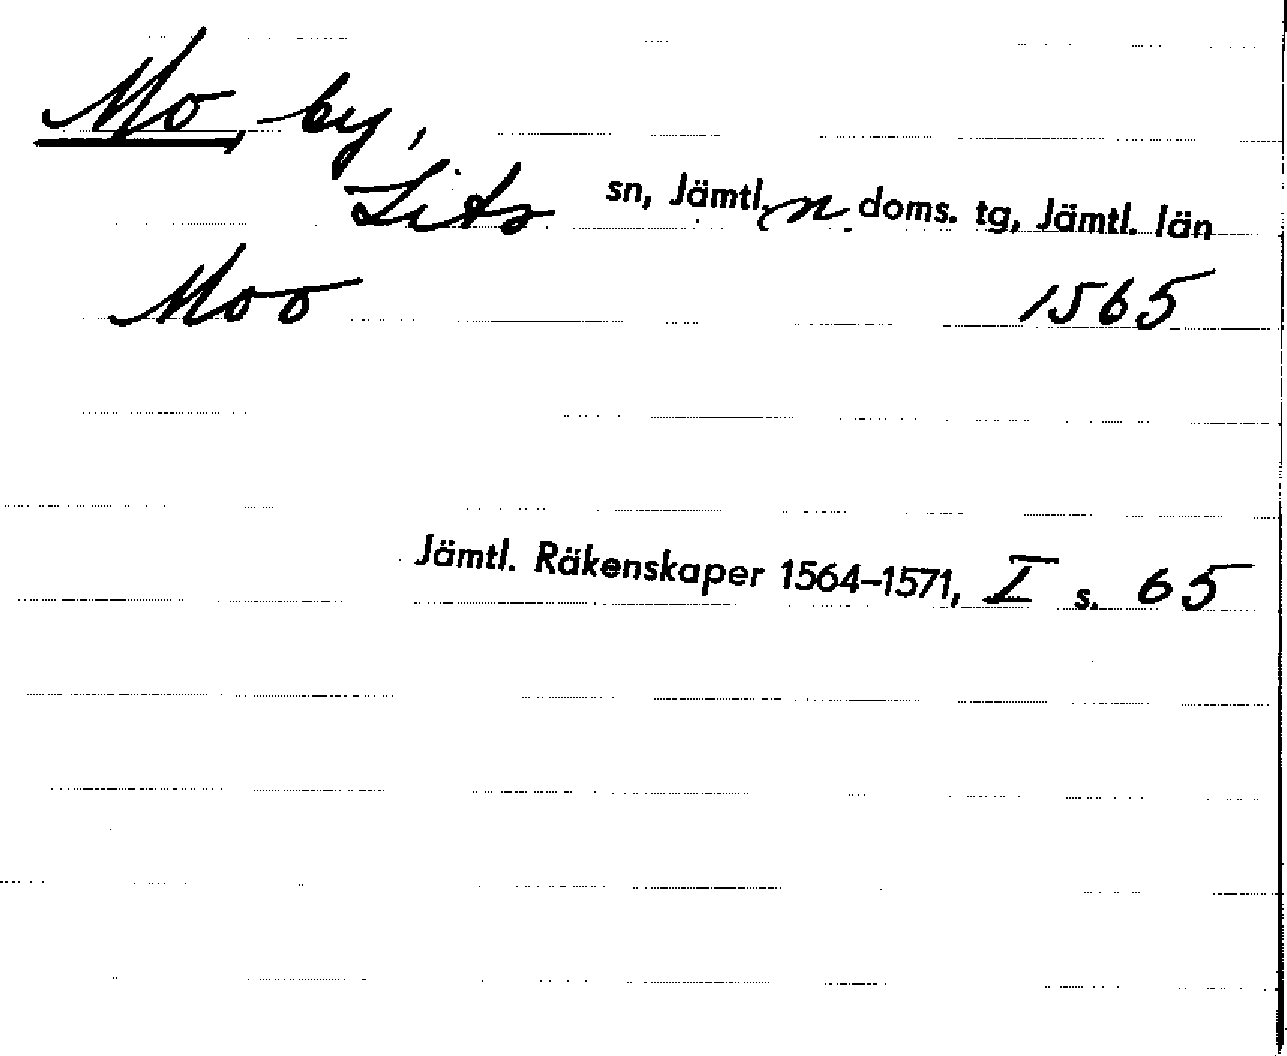 Mo, by,
Lits sn, Jämtl. n. doms. tg, Jämtl. län
Moo 1565
Jämtl. Räkenskaper 1564–1571, I s. 65